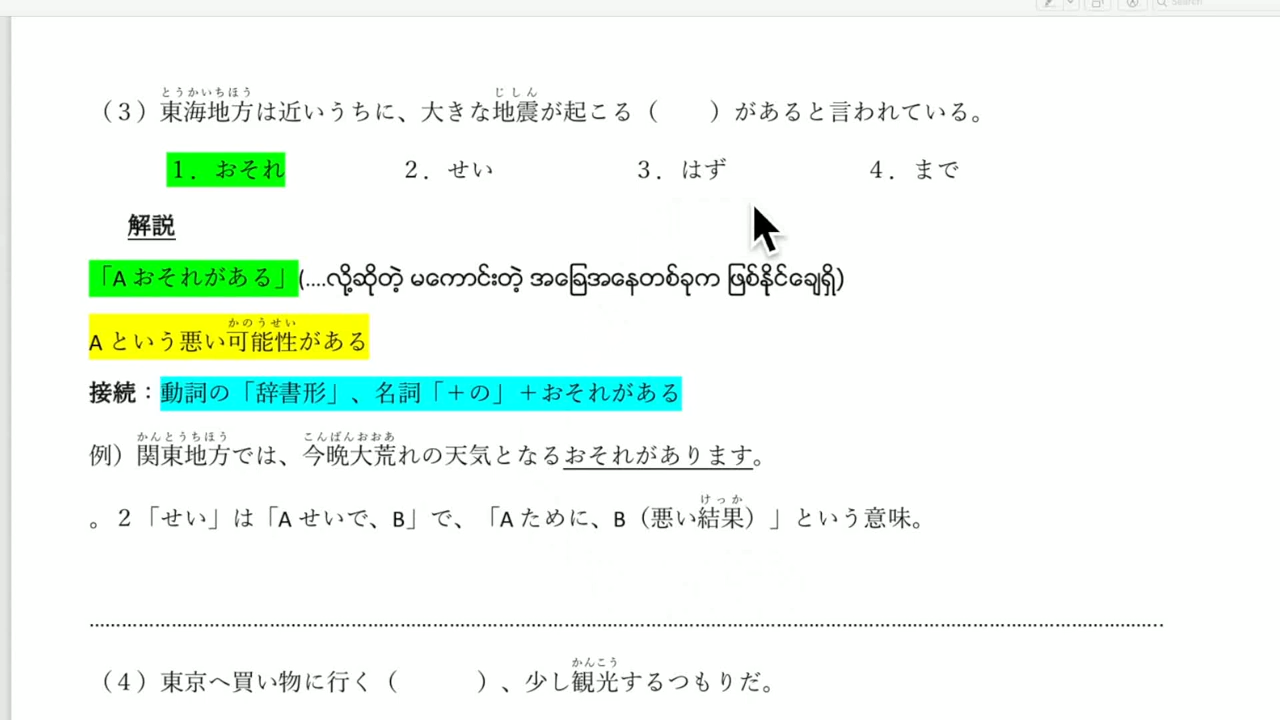 Search
（3）東海地方は近いうちに、大きな地震が起こる（　　）があると言われている。
とうかいちほう　じしん
1．おそれ　2．せい　3．はず　4．まで
解説
「A おそれがある」(....လို့ဆိုတဲ့ မကောင်းတဲ့ အခြေအနေတစ်ခုက ဖြစ်နိုင်ချေရှိ)
かのうせい
A という悪い可能性がある
接続：動詞の「辞書形」、名詞「＋の」＋おそれがある
かんとうちほう　こんばんおおあ
例）関東地方では、今晩大荒れの天気となるおそれがあります。
けっか
。2「せい」は「A せいで、B」で、「A ために、B（悪い結果）」という意味。
かんこう
（4）東京へ買い物に行く（　　　）、少し観光するつもりだ。